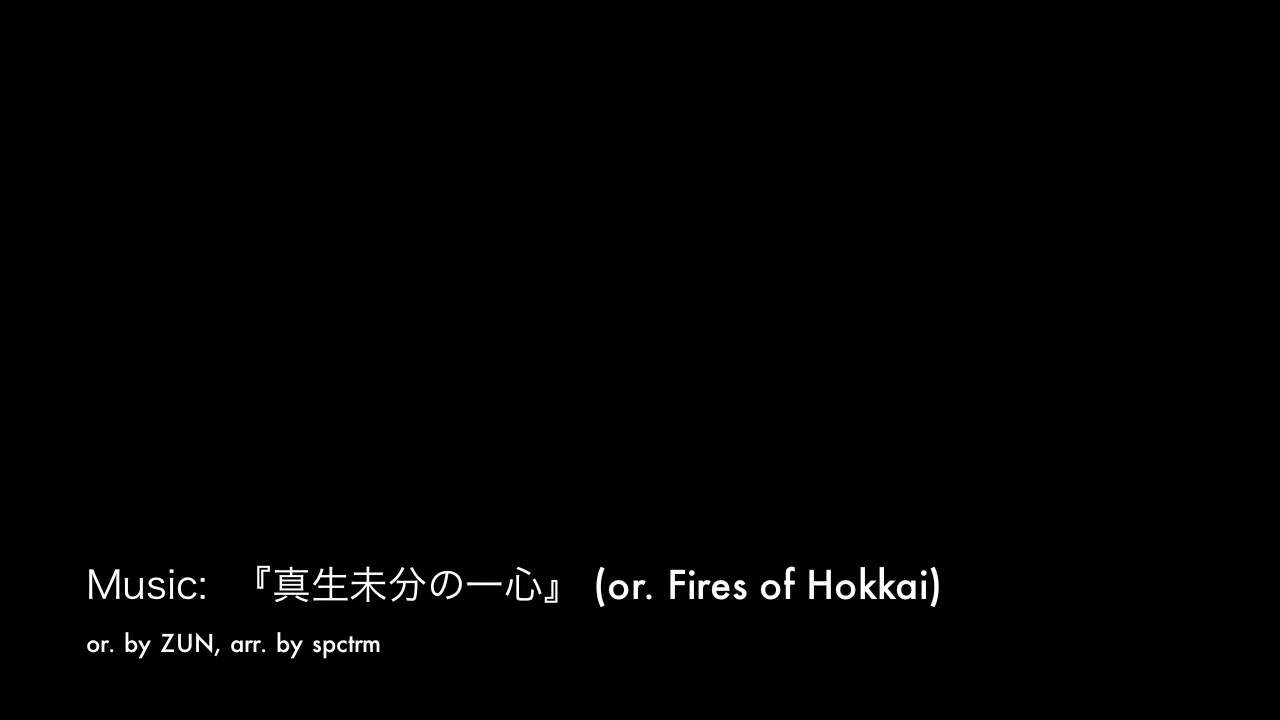 Music: 『真生未分の一心』 (or. Fires of Hokkai)
or. by ZUN, arr. by spctrm